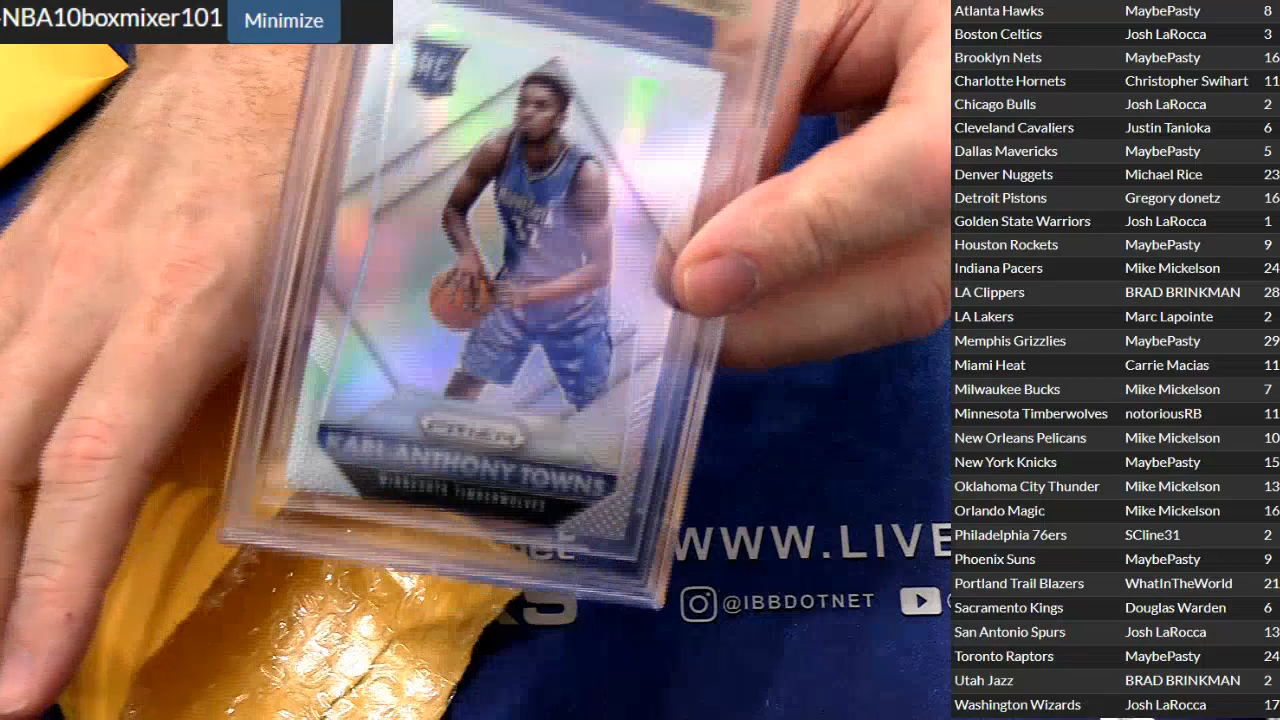 -NBA10boxmixer101
Minimize
RC
PRIZM
KARL-ANTHONY TOWNS
MINNESOTA TIMBERWOLVES
WWW.LIVE
@IBBDOTNET
Atlanta Hawks MaybePasty 8
Boston Celtics Josh LaRocca 3
Brooklyn Nets MaybePasty 16
Charlotte Hornets Christopher Swihart 11
Chicago Bulls Josh LaRocca 2
Cleveland Cavaliers Justin Tanioka 6
Dallas Mavericks MaybePasty 5
Denver Nuggets Michael Rice 23
Detroit Pistons Gregory donetz 16
Golden State Warriors Josh LaRocca 1
Houston Rockets MaybePasty 9
Indiana Pacers Mike Mickelson 24
LA Clippers BRAD BRINKMAN 28
LA Lakers Marc Lapointe 2
Memphis Grizzlies MaybePasty 29
Miami Heat Carrie Macias 11
Milwaukee Bucks Mike Mickelson 7
Minnesota Timberwolves notoriousRB 11
New Orleans Pelicans Mike Mickelson 10
New York Knicks MaybePasty 15
Oklahoma City Thunder Mike Mickelson 13
Orlando Magic Mike Mickelson 16
Philadelphia 76ers SCline31 2
Phoenix Suns MaybePasty 9
Portland Trail Blazers WhatInTheWorld 21
Sacramento Kings Douglas Warden 6
San Antonio Spurs Josh LaRocca 13
Toronto Raptors MaybePasty 24
Utah Jazz BRAD BRINKMAN 2
Washington Wizards Josh LaRocca 17